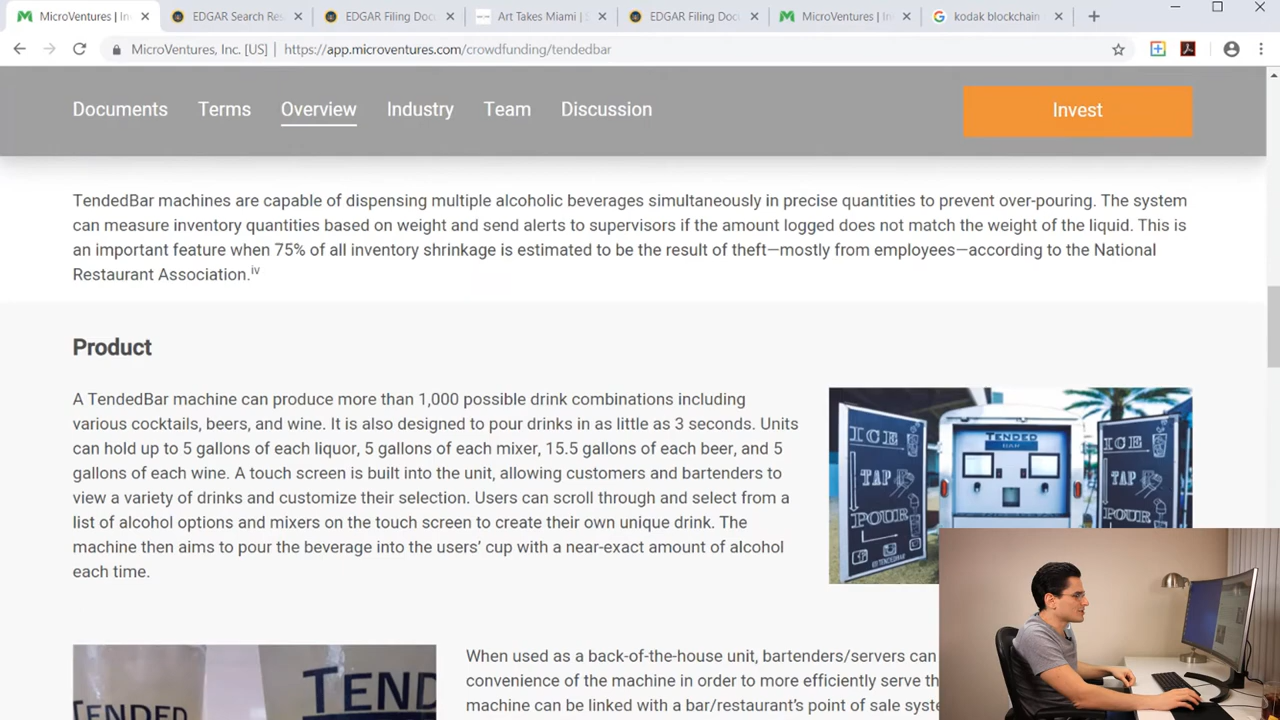 MicroVentures | In
EDGAR Search Res
EDGAR Filing Doc
Art Takes Miami | S
EDGAR Filing Doc
MicroVentures | In
kodak blockchain
MicroVentures, Inc. [US] | https://app.microventures.com/crowdfunding/tendedbar
Documents Terms Overview Industry Team Discussion Invest
TendedBar machines are capable of dispensing multiple alcoholic beverages simultaneously in precise quantities to prevent over-pouring. The system
can measure inventory quantities based on weight and send alerts to supervisors if the amount logged does not match the weight of the liquid. This is
an important feature when 75% of all inventory shrinkage is estimated to be the result of theft—mostly from employees—according to the National
Restaurant Association.iv
Product
A TendedBar machine can produce more than 1,000 possible drink combinations including
various cocktails, beers, and wine. It is also designed to pour drinks in as little as 3 seconds. Units
can hold up to 5 gallons of each liquor, 5 gallons of each mixer, 15.5 gallons of each beer, and 5
gallons of each wine. A touch screen is built into the unit, allowing customers and bartenders to
view a variety of drinks and customize their selection. Users can scroll through and select from a
list of alcohol options and mixers on the touch screen to create their own unique drink. The
machine then aims to pour the beverage into the users' cup with a near-exact amount of alcohol
each time.
ICE
TAP
POUR
TENDED
BAR
ICE
TAP
POUR
TENDED
TEND
When used as a back-of-the-house unit, bartenders/servers can
convenience of the machine in order to more efficiently serve th
machine can be linked with a bar/restaurant's point of sale syste